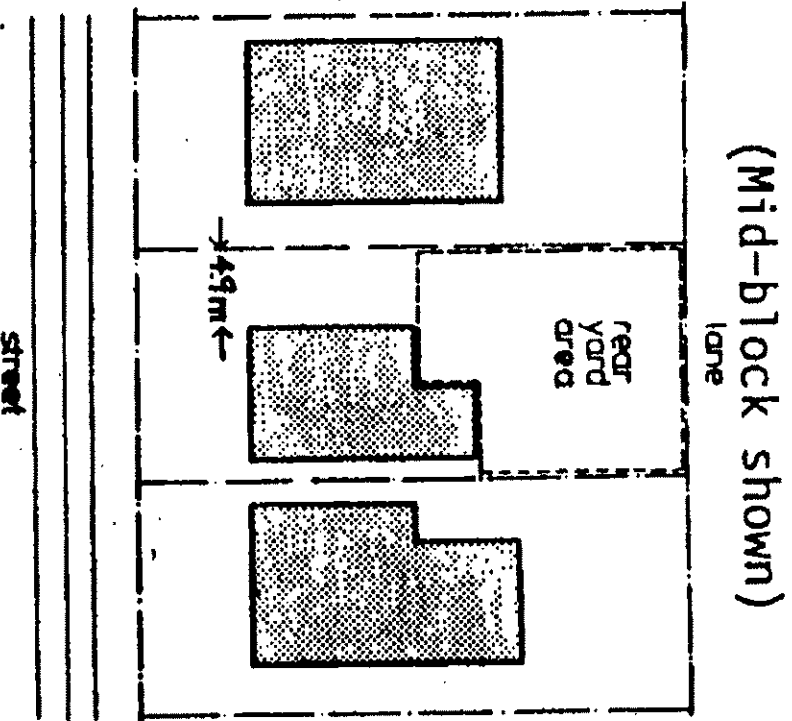 (Mid-block shown)
lane
rear
yard
area
4.9m
street